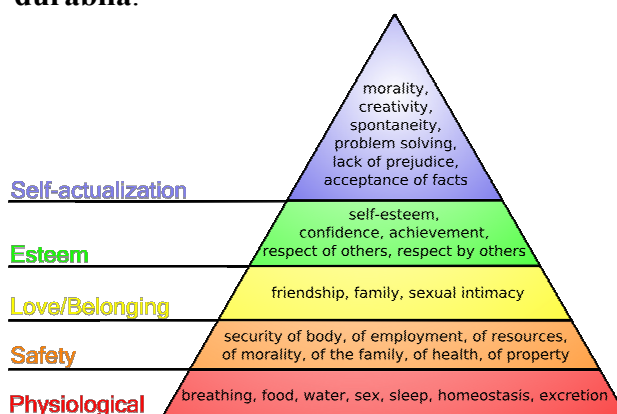 durabila.
morality,
creativity,
spontaneity,
problem solving,
lack of prejudice,
acceptance of facts
Self-actualization
self-esteem,
confidence, achievement,
respect of others, respect by others
Esteem
friendship, family, sexual intimacy
Love/Belonging
security of body, of employment, of resources,
of morality, of the family, of health, of property
Safety
breathing, food, water, sex, sleep, homeostasis, excretion
Physiological